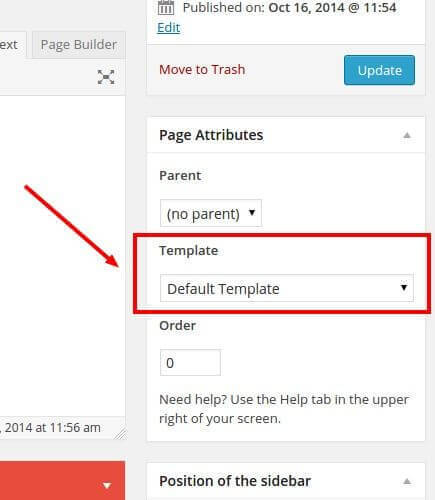 Published on: Oct 16, 2014 @ 11:54
Edit
ext
Page Builder
Move to Trash
Update
Page Attributes
Parent
(no parent)
Template
Default Template
Order
0
Need help? Use the Help tab in the upper
right of your screen.
, 2014 at 11:56 am
Position of the sidebar